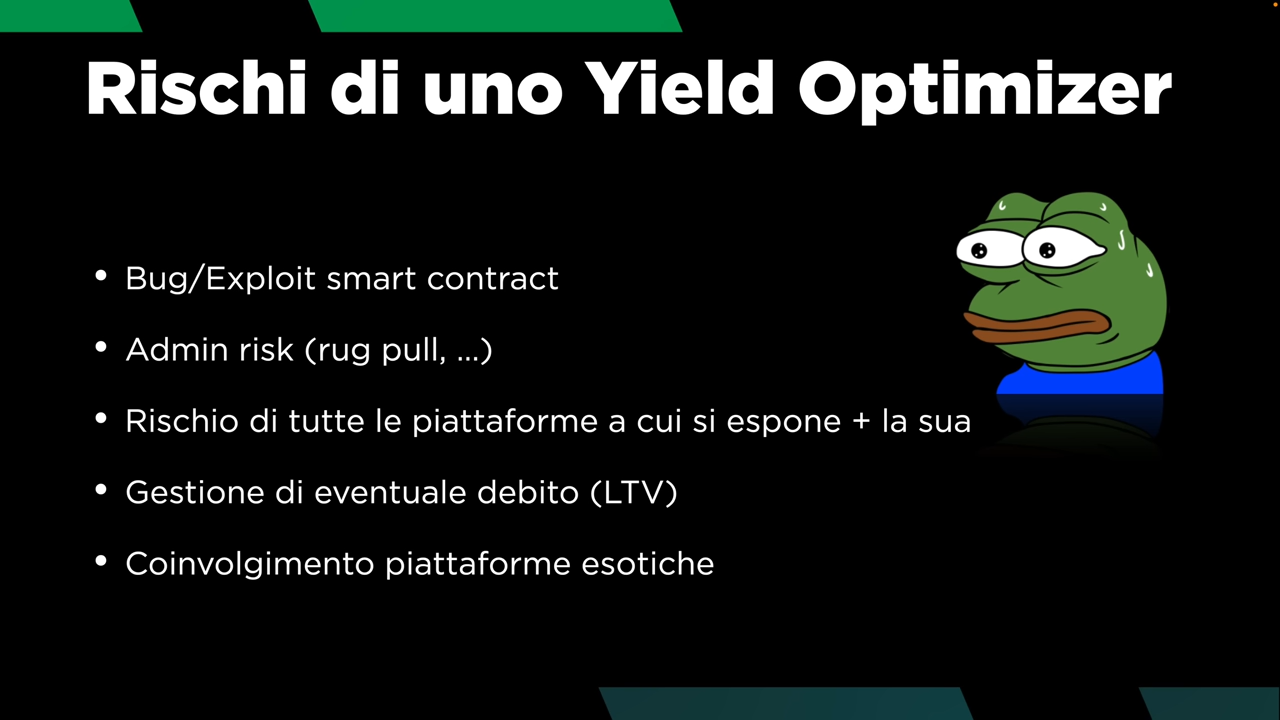 Rischi di uno Yield Optimizer
• Bug/Exploit smart contract
• Admin risk (rug pull, ...)
• Rischio di tutte le piattaforme a cui si espone + la sua
• Gestione di eventuale debito (LTV)
• Coinvolgimento piattaforme esotiche